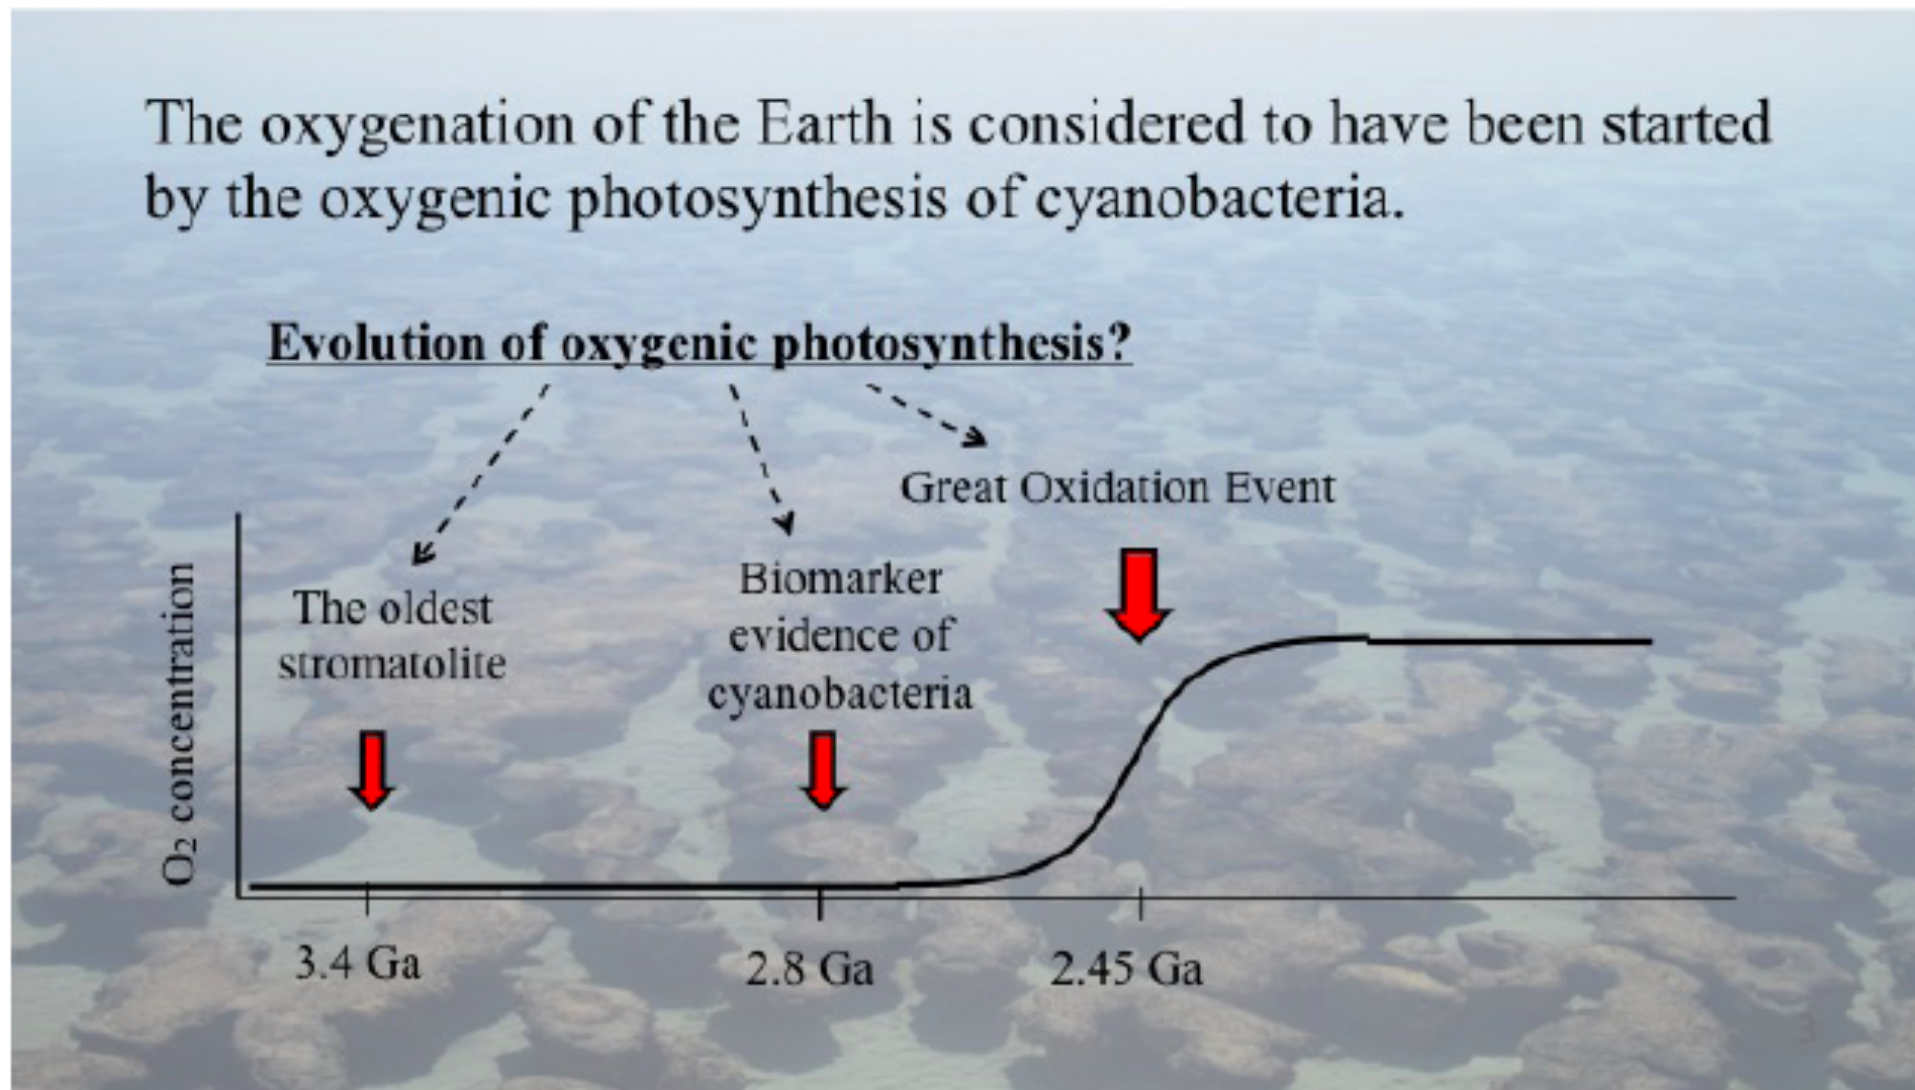 The oxygenation of the Earth is considered to have been started
by the oxygenic photosynthesis of cyanobacteria.
Evolution of oxygenic photosynthesis?
Great Oxidation Event
The oldest
stromatolite
Biomarker
evidence of
cyanobacteria
O₂ concentration
3.4 Ga
2.8 Ga
2.45 Ga
3